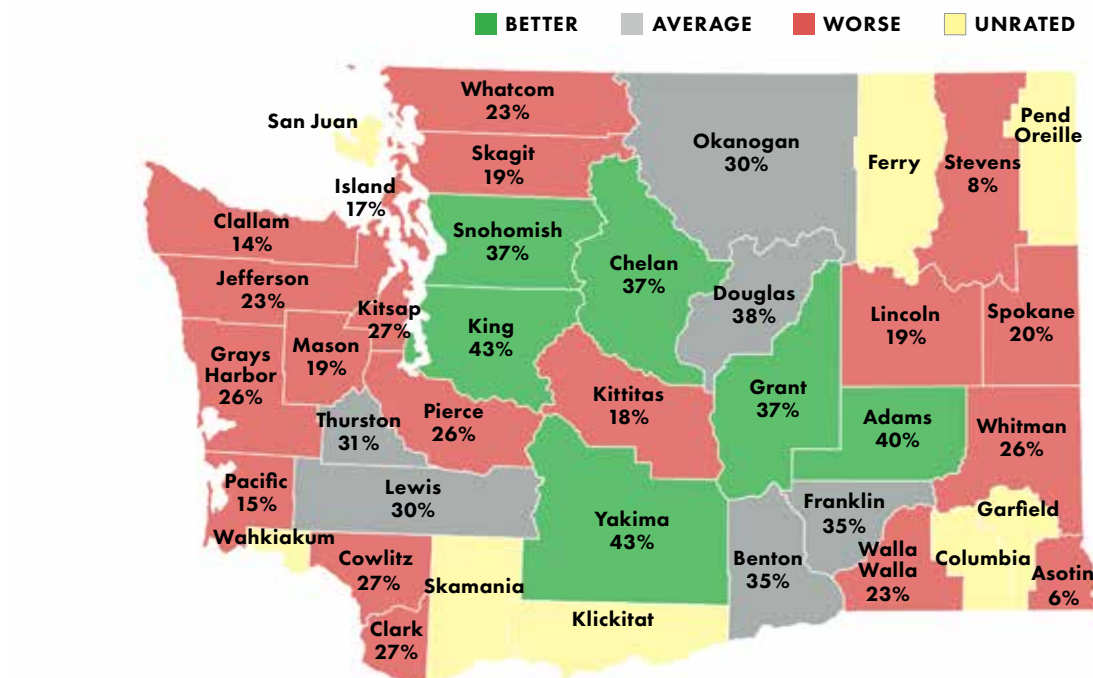 BETTER AVERAGE WORSE UNRATED
Whatcom
23%
San Juan
Skagit
19%
Okanogan
30%
Ferry
Stevens
8%
Pend
Oreille
Island
17%
Clallam
14%
Snohomish
37%
Chelan
37%
Jefferson
23%
Kitsap
27%
King
43%
Douglas
38%
Lincoln
19%
Spokane
20%
Grays
Harbor
26%
Mason
19%
Kittitas
18%
Grant
37%
Thurston
31%
Pierce
26%
Adams
40%
Whitman
26%
Pacific
15%
Lewis
30%
Yakima
43%
Franklin
35%
Garfield
Wahkiakum
Cowlitz
27%
Skamania
Benton
35%
Walla
Walla
23%
Columbia
Asotin
6%
Clark
27%
Klickitat